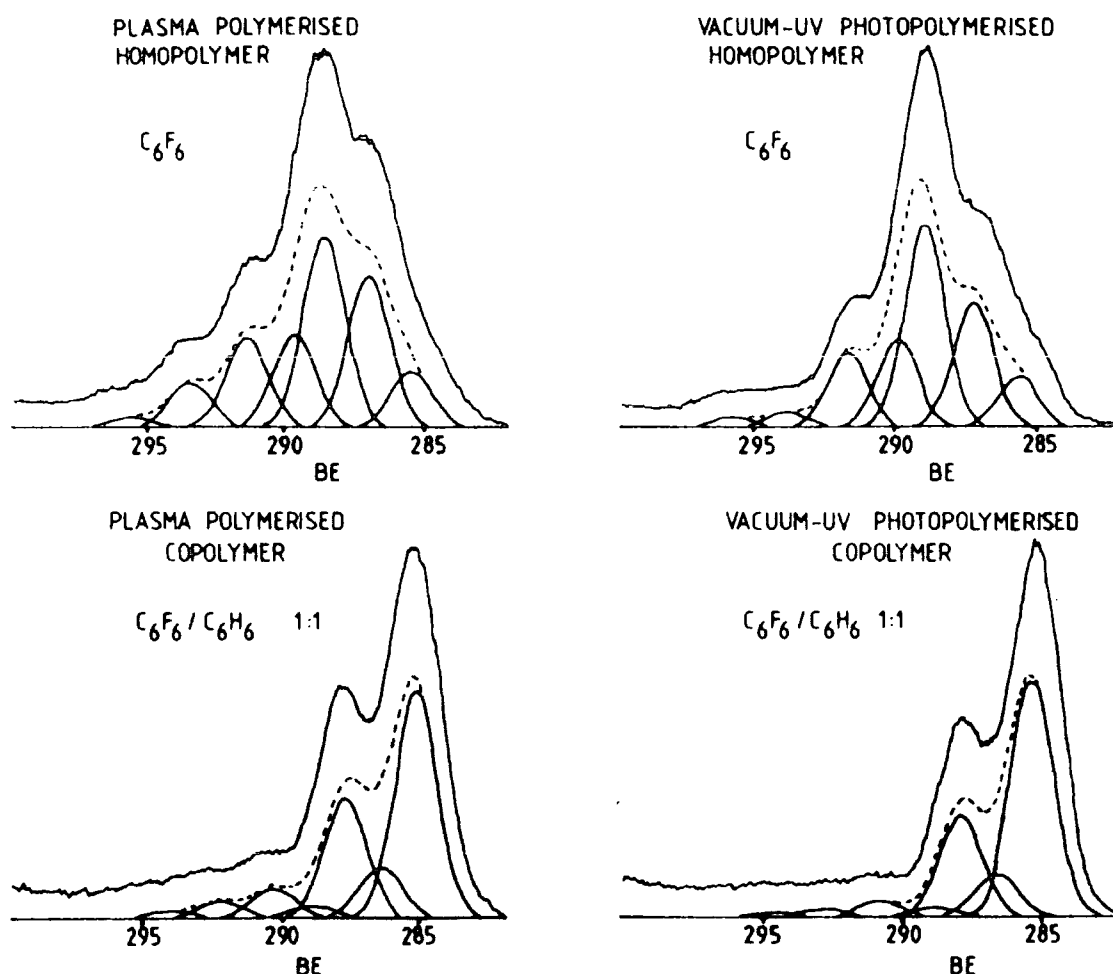 PLASMA POLYMERISED
HOMOPOLYMER
C6F6
295 290 285
BE
VACUUM-UV PHOTOPOLYMERISED
HOMOPOLYMER
C6F6
295 290 285
BE
PLASMA POLYMERISED
COPOLYMER
C6F6 / C6H6 1:1
295 290 285
BE
VACUUM-UV PHOTOPOLYMERISED
COPOLYMER
C6F6 / C6H6 1:1
295 290 285
BE